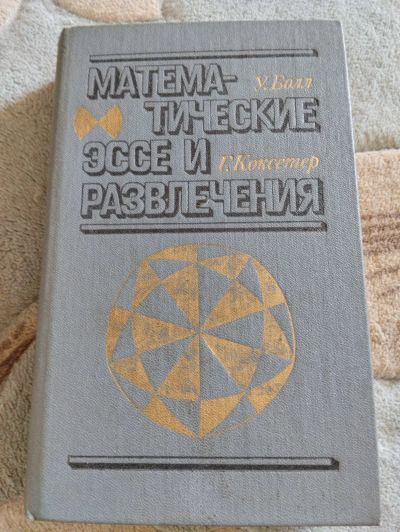 У. Болл
МАТЕМА-
ТИЧЕСКИЕ
ЭССЕ И
Г. Коксетер
РАЗВЛЕЧЕНИЯ